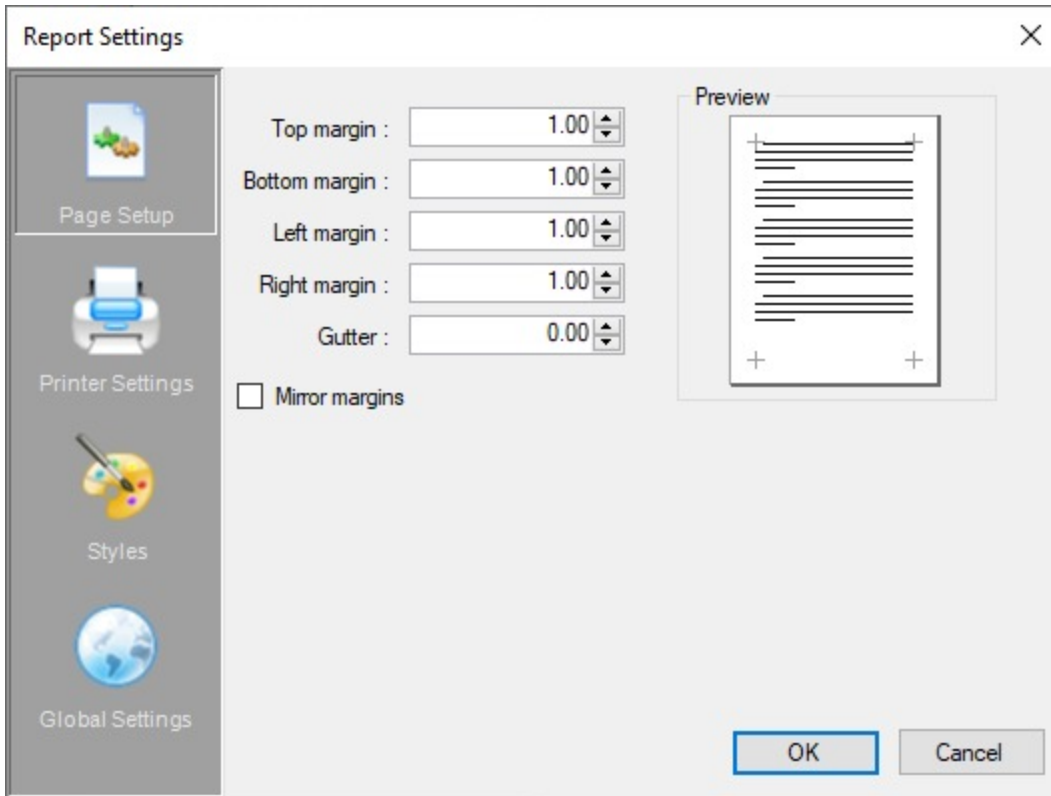 Report Settings
Page Setup
Printer Settings
Styles
Global Settings
Top margin : 1.00
Bottom margin : 1.00
Left margin : 1.00
Right margin : 1.00
Gutter : 0.00
Mirror margins
Preview
OK Cancel